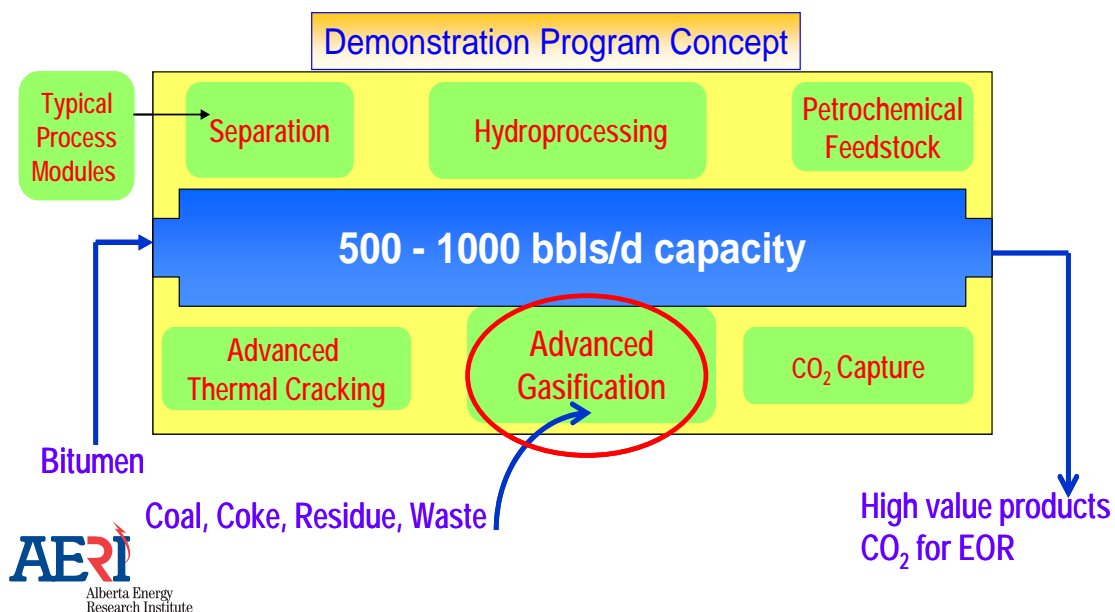 Demonstration Program Concept
Typical
Process
Modules
Separation
Hydroprocessing
Petrochemical
Feedstock
500 - 1000 bbls/d capacity
Advanced
Thermal Cracking
Advanced
Gasification
CO₂ Capture
Bitumen
Coal, Coke, Residue, Waste
High value products
CO₂ for EOR
AERI
Alberta Energy
Research Institute